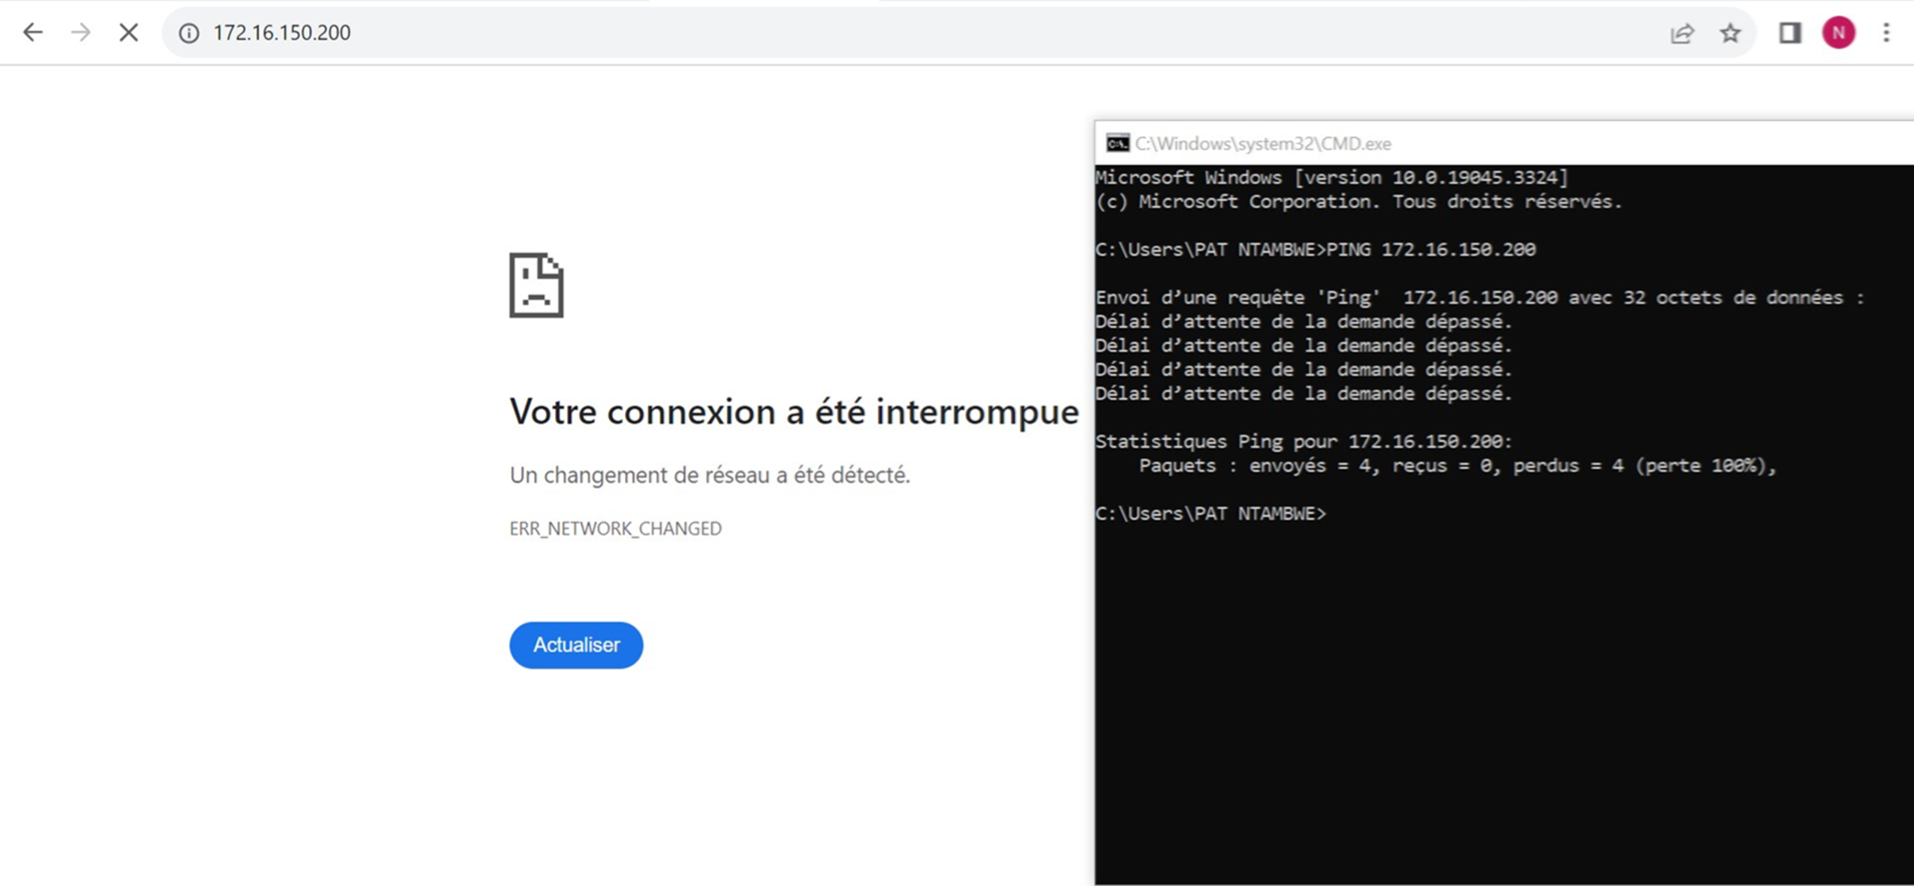 172.16.150.200
N
Votre connexion a été interrompue
Un changement de réseau a été détecté.
ERR_NETWORK_CHANGED
Actualiser
C:\Windows\system32\CMD.exe
Microsoft Windows [version 10.0.19045.3324]
(c) Microsoft Corporation. Tous droits réservés.
C:\Users\PAT NTAMBWE>PING 172.16.150.200
Envoi d’une requête 'Ping'  172.16.150.200 avec 32 octets de données :
Délai d’attente de la demande dépassé.
Délai d’attente de la demande dépassé.
Délai d’attente de la demande dépassé.
Délai d’attente de la demande dépassé.
Statistiques Ping pour 172.16.150.200:
Paquets : envoyés = 4, reçus = 0, perdus = 4 (perte 100%),
C:\Users\PAT NTAMBWE>